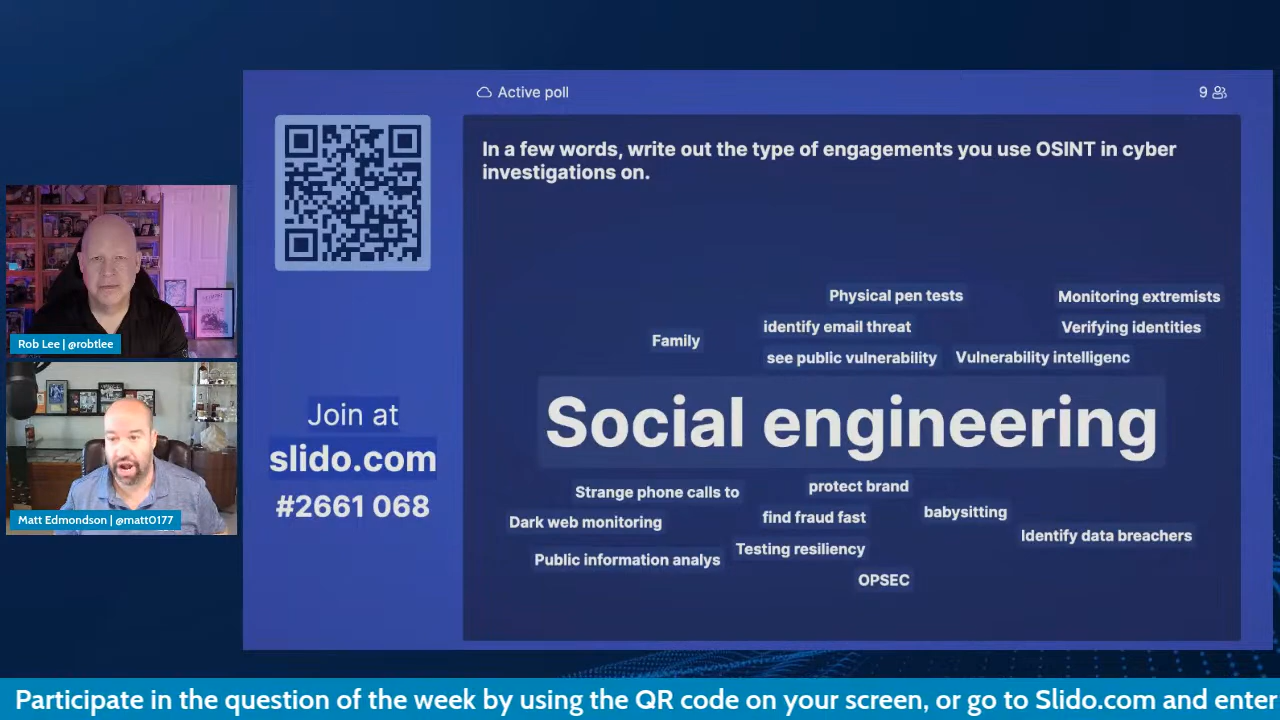 Active poll
9
In a few words, write out the type of engagements you use OSINT in cyber
investigations on.
Physical pen tests
Monitoring extremists
identify email threat
Verifying identities
Family
see public vulnerability
Vulnerability intelligenc
Social engineering
Strange phone calls to
protect brand
Dark web monitoring
find fraud fast
babysitting
Identify data breachers
Public information analys
Testing resiliency
OPSEC
Join at
slido.com
#2661 068
Rob Lee | @robtlee
Matt Edmondson | @matt0177
Participate in the question of the week by using the QR code on your screen, or go to Slido.com and enter